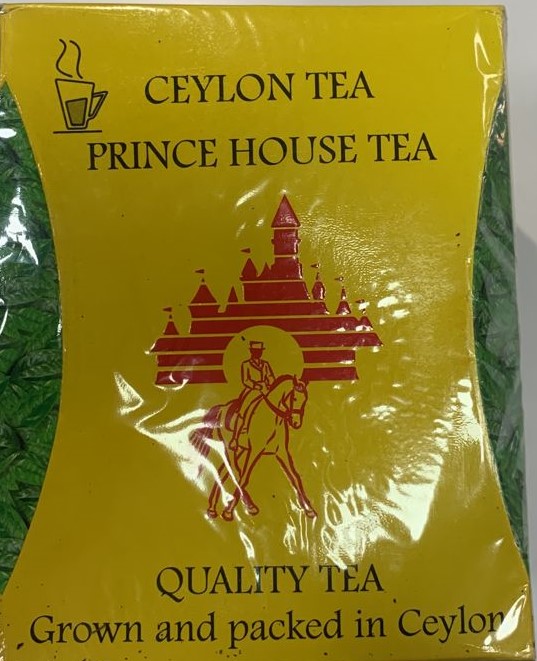 CEYLON TEA
PRINCE HOUSE TEA
QUALITY TEA
Grown and packed in Ceylon